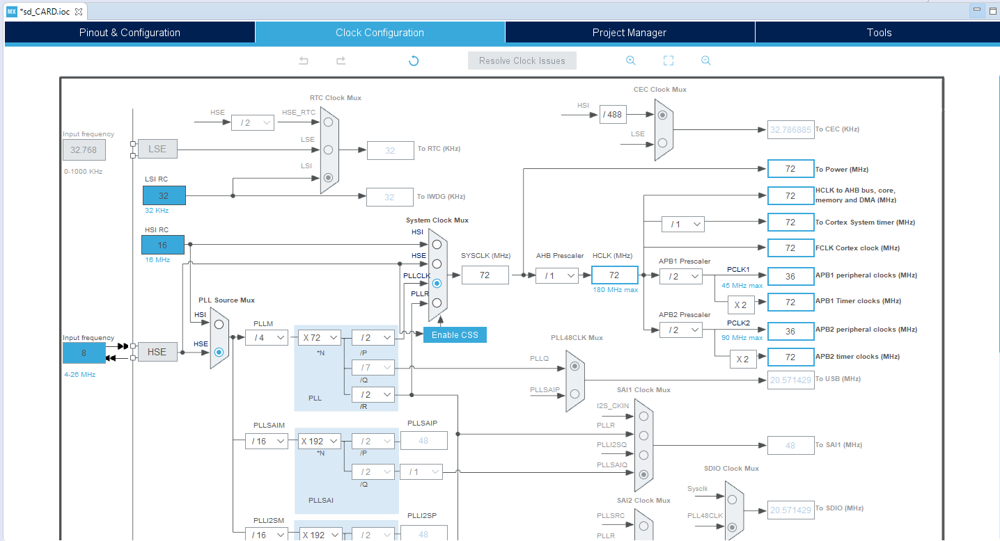 MX *sd_CARD.ioc
Pinout & Configuration
Clock Configuration
Project Manager
Tools
Resolve Clock Issues
RTC Clock Mux
CEC Clock Mux
HSE
/ 2
HSE_RTC
HSI
/ 488
Input frequency
32.768
0-1000 KHz
LSE
LSE
LSE
32.786885
To CEC (KHz)
32
To RTC (KHz)
LSI
LSI RC
32
32 KHz
32
To IWDG (KHz)
72
To Power (MHz)
72
HCLK to AHB bus, core,
memory and DMA (MHz)
/ 1
72
To Cortex System timer (MHz)
72
FCLK Cortex clock (MHz)
System Clock Mux
HSI RC
16
16 MHz
HSI
HSE
PLLCLK
PLLR
SYSCLK (MHz)
72
AHB Prescaler
/ 1
HCLK (MHz)
72
180 MHz max
APB1 Prescaler
/ 2
PCLK1
45 MHz max
36
APB1 peripheral clocks (MHz)
X 2
72
APB1 Timer clocks (MHz)
APB2 Prescaler
/ 2
PCLK2
90 MHz max
36
APB2 peripheral clocks (MHz)
X 2
72
APB2 timer clocks (MHz)
Enable CSS
PLL Source Mux
HSI
HSE
Input frequency
8
4-26 MHz
HSE
PLLM
/ 4
X 72
*N
/ 2
/P
/ 7
/Q
/ 2
/R
PLL
PLL48CLK Mux
PLLQ
PLLSAIP
20.571429
To USB (MHz)
SAI1 Clock Mux
I2S_CKIN
PLLR
PLLI2SQ
PLLSAIQ
48
To SAI1 (MHz)
PLLSAIM
/ 16
X 192
*N
/ 2
/P
PLLSAIP
48
/ 2
/Q
/ 1
PLLSAI
SDIO Clock Mux
Sysclk
PLL48CLK
20.571429
To SDIO (MHz)
SAI2 Clock Mux
PLLSRC
PLLR
PLLI2SM
/ 16
X 192
/ 2
PLLI2SP
48